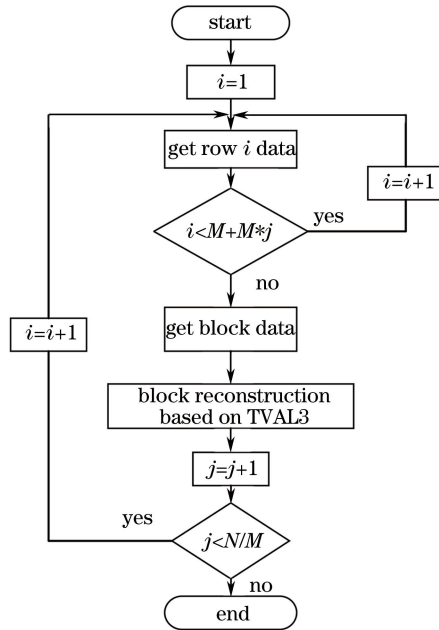 start
i=1
get row i data
i=i+1
i<M+M*j
yes
no
get block data
i=i+1
block reconstruction
based on TVAL3
j=j+1
yes
j<N/M
no
end